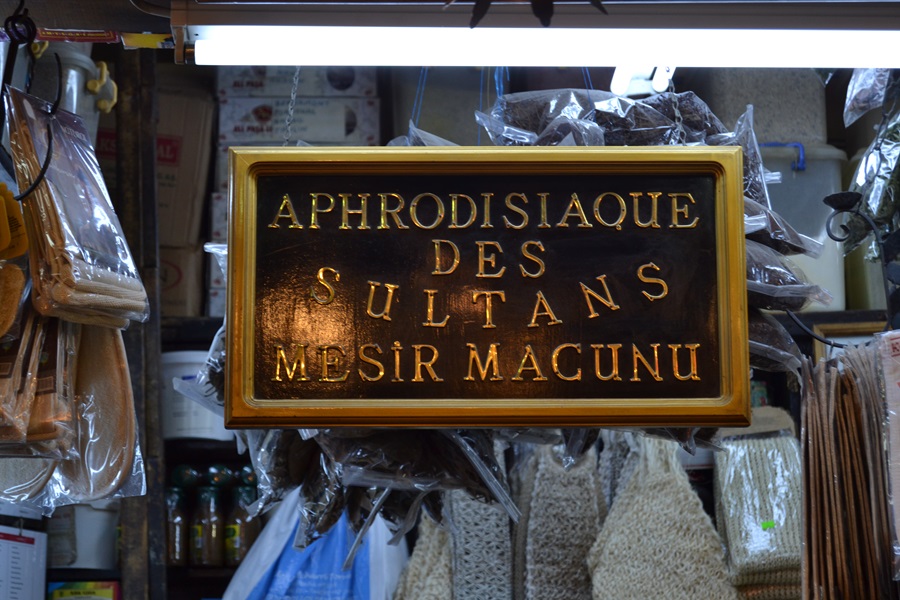 APHRODISIAQUE
DES
SULTANS
MESİR MACUNU